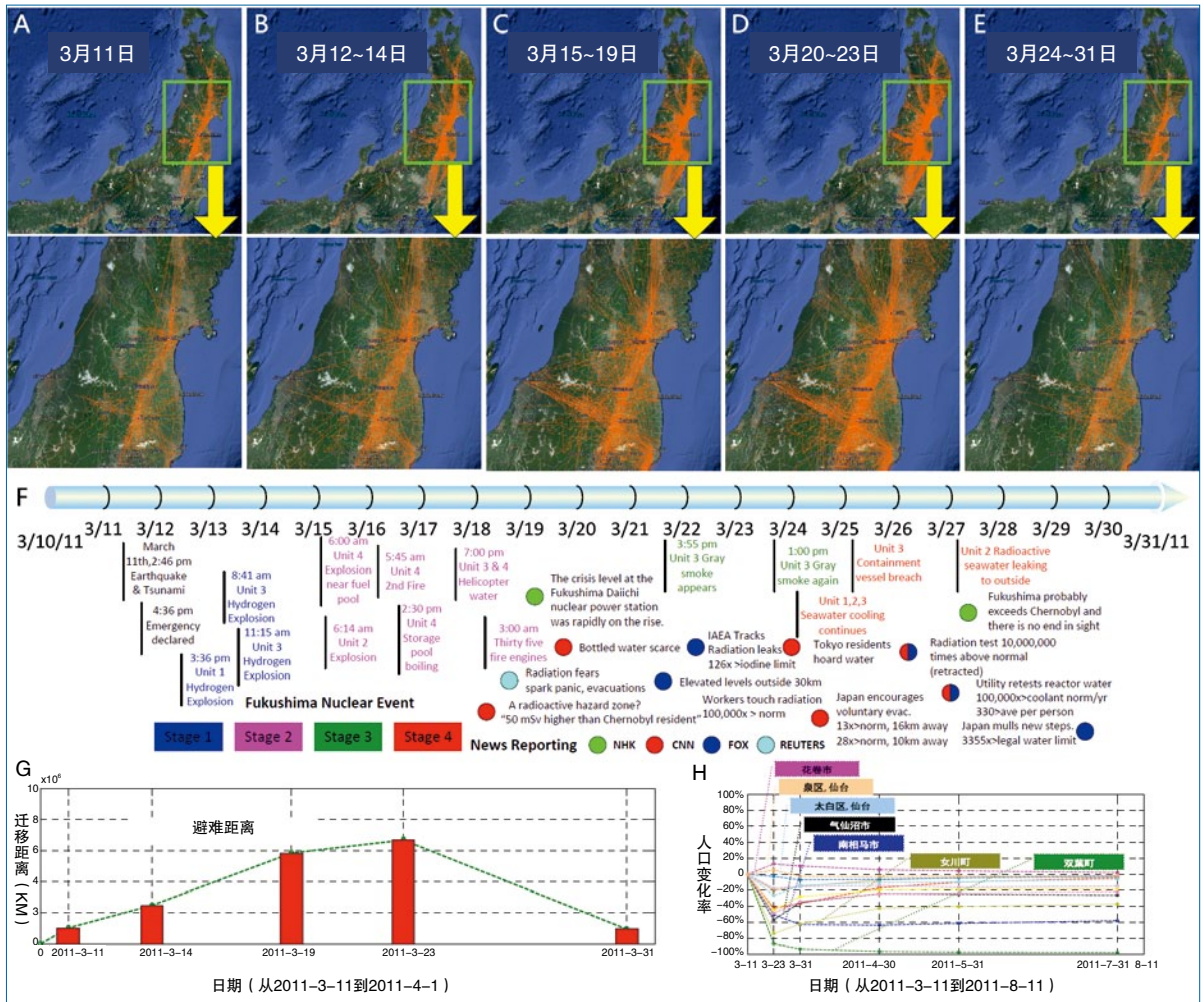 A
3月11日
B
3月12~14日
C
3月15~19日
D
3月20~23日
E
3月24~31日
F
3/10/11
3/11
3/12
3/13
3/14
3/15
3/16
3/17
3/18
3/19
3/20
3/21
3/22
3/23
3/24
3/25
3/26
3/27
3/28
3/29
3/30
3/31/11
March
11th,2:46 pm
Earthquake
& Tsunami
4:36 pm
Emergency
declared
3:36 pm
Unit 1
Hydrogen
Explosion
8:41 am
Unit 3
Hydrogen
Explosion
11:15 am
Unit 3
Hydrogen
Explosion
6:00 am
Unit 4
Explosion
near fuel
pool
6:14 am
Unit 2
Explosion
5:45 am
Unit 4
2nd Fire
2:30 pm
Unit 4
Storage
pool
boiling
7:00 pm
Unit 3 & 4
Helicopter
water
3:00 am
Thirty five
fire engines
The crisis level at the
Fukushima Daiichi
nuclear power station
was rapidly on the rise.
Bottled water scarce
Radiation fears
spark panic, evacuations
A radioactive hazard zone?
"50 mSv higher than Chernobyl resident"
3:55 pm
Unit 3 Gray
smoke
appears
IAEA Tracks
Radiation leaks
126x >iodine limit
Elevated levels outside 30km
Workers touch radiation
100,000x > norm
1:00 pm
Unit 3 Gray
smoke again
Unit 1,2,3
Seawater cooling
continues
Tokyo residents
hoard water
Unit 3
Containment
vessel breach
Japan encourages
voluntary evac.
13x>norm, 16km away
28x>norm, 10km away
Unit 2 Radioactive
seawater leaking
to outside
Fukushima probably
exceeds Chernobyl and
there is no end in sight
Radiation test 10,000,000
times above normal
(retracted)
Utility retests reactor water
100,000x>coolant norm/yr
330>ave per person
Japan mulls new steps.
3355x>legal water limit
Fukushima Nuclear Event
Stage 1
Stage 2
Stage 3
Stage 4
News Reporting
NHK
CNN
FOX
REUTERS
G
x10⁶
10
8
6
4
3
0
迁移距离(KM)
避难距离
0
2011-3-11
2011-3-14
2011-3-19
2011-3-23
2011-3-31
日期(从2011-3-11到2011-4-1)
H
人口变化率
100%
80%
60%
40%
20%
0%
-20%
-40%
-60%
-80%
-100%
花卷市
泉区,仙台
太白区,仙台
气仙沼市
南相马市
女川町
双葉町
3-11
3-23
3-31
2011-4-30
2011-5-31
2011-7-31
8-11
日期(从2011-3-11到2011-8-11)